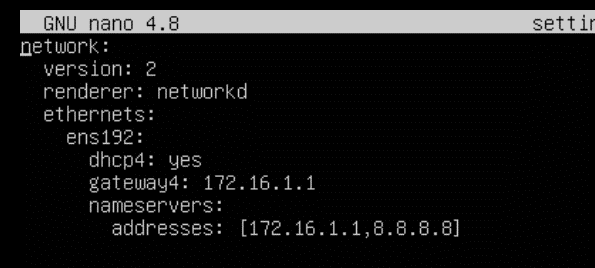 GNU nano 4.8 settin
network:
  version: 2
  renderer: networkd
  ethernets:
    ens192:
      dhcp4: yes
      gateway4: 172.16.1.1
      nameservers:
        addresses: [172.16.1.1,8.8.8.8]